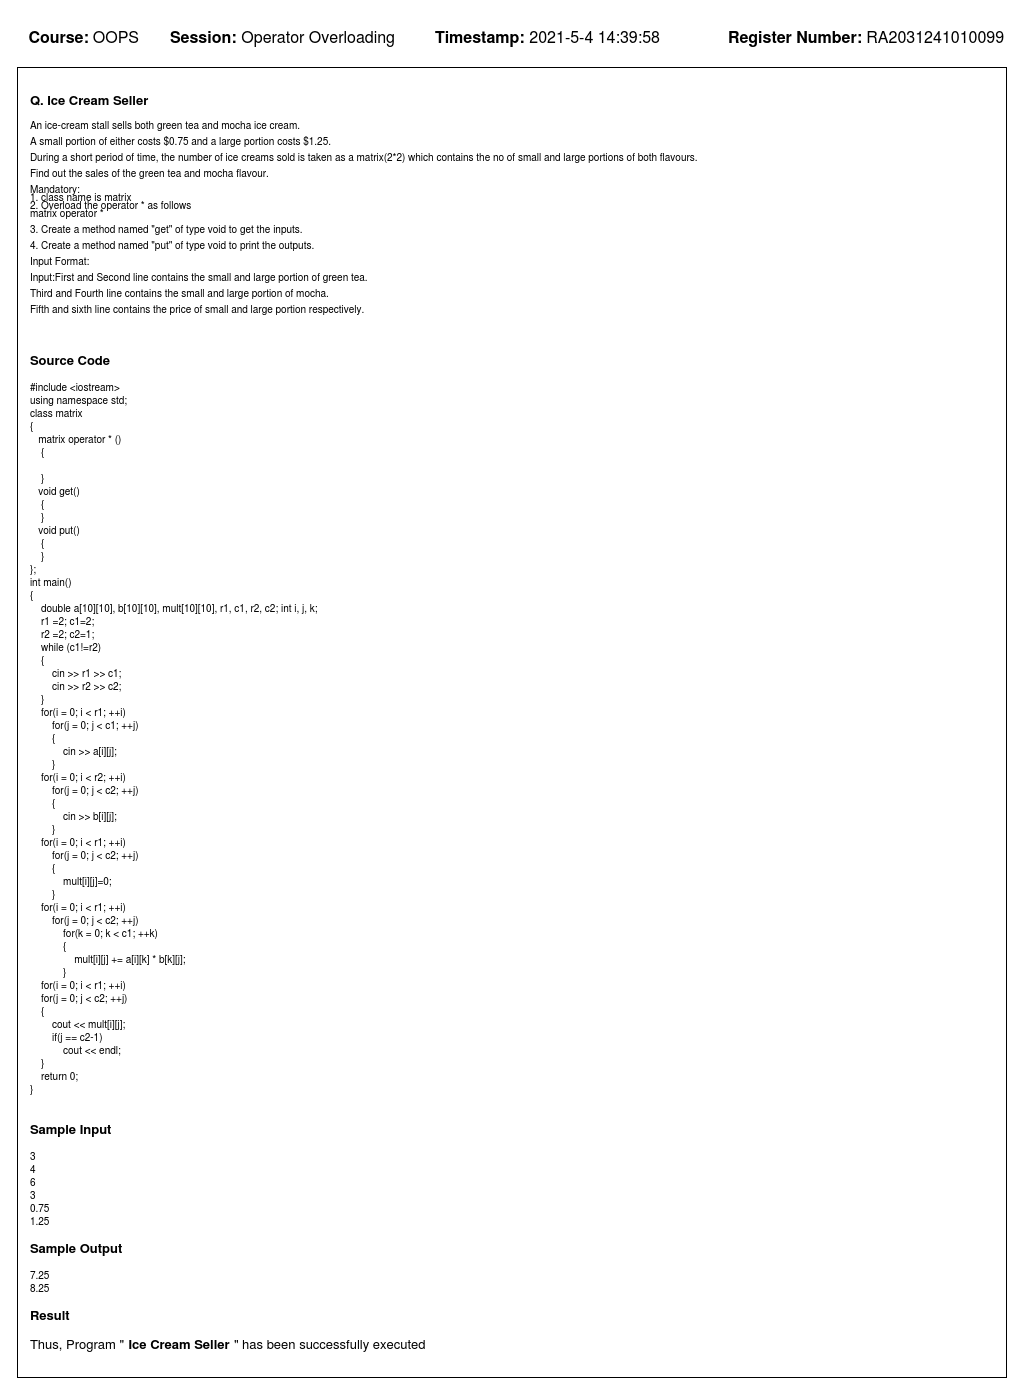 Course: OOPS Session: Operator Overloading Timestamp: 2021-5-4 14:39:58 Register Number: RA2031241010099
Q. Ice Cream Seller
An ice-cream stall sells both green tea and mocha ice cream.
A small portion of either costs $0.75 and a large portion costs $1.25.
During a short period of time, the number of ice creams sold is taken as a matrix(2*2) which contains the no of small and large portions of both flavours.
Find out the sales of the green tea and mocha flavour.
Mandatory:
1. class name is matrix
2. Overload the operator * as follows
matrix operator *
3. Create a method named "get" of type void to get the inputs.
4. Create a method named "put" of type void to print the outputs.
Input Format:
Input:First and Second line contains the small and large portion of green tea.
Third and Fourth line contains the small and large portion of mocha.
Fifth and sixth line contains the price of small and large portion respectively.
Source Code
#include <iostream>
using namespace std;
class matrix
{
matrix operator * ()
{
}
void get()
{
}
void put()
{
}
};
int main()
{
double a[10][10], b[10][10], mult[10][10], r1, c1, r2, c2; int i, j, k;
r1 =2; c1=2;
r2 =2; c2=1;
while (c1!=r2)
{
cin >> r1 >> c1;
cin >> r2 >> c2;
}
for(i = 0; i < r1; ++i)
for(j = 0; j < c1; ++j)
{
cin >> a[i][j];
}
for(i = 0; i < r2; ++i)
for(j = 0; j < c2; ++j)
{
cin >> b[i][j];
}
for(i = 0; i < r1; ++i)
for(j = 0; j < c2; ++j)
{
mult[i][j]=0;
}
for(i = 0; i < r1; ++i)
for(j = 0; j < c2; ++j)
for(k = 0; k < c1; ++k)
{
mult[i][j] += a[i][k] * b[k][j];
}
for(i = 0; i < r1; ++i)
for(j = 0; j < c2; ++j)
{
cout << mult[i][j];
if(j == c2-1)
cout << endl;
}
return 0;
}
Sample Input
3
4
6
3
0.75
1.25
Sample Output
7.25
8.25
Result
Thus, Program " Ice Cream Seller " has been successfully executed